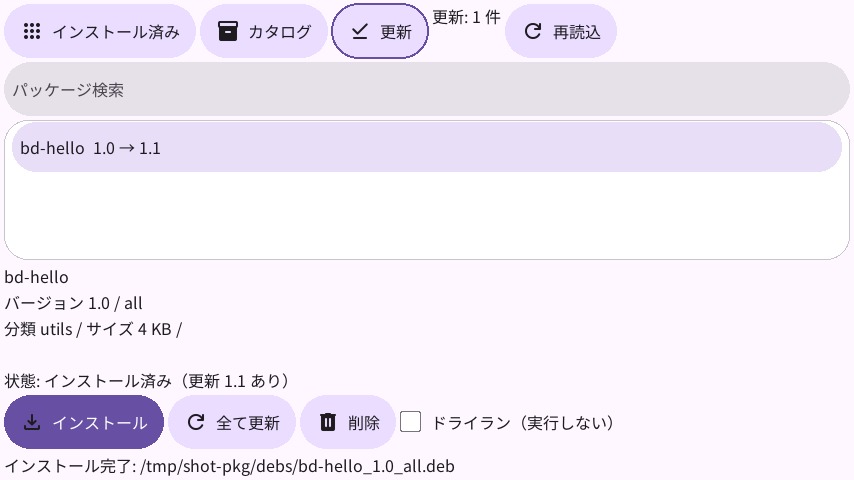 インストール済み カタログ 更新 更新: 1 件 再読込
パッケージ検索
bd-hello 1.0 → 1.1
bd-hello
バージョン 1.0 / all
分類 utils / サイズ 4 KB /
状態: インストール済み（更新 1.1 あり）
インストール 全て更新 削除 ドライラン（実行しない）
インストール完了: /tmp/shot-pkg/debs/bd-hello_1.0_all.deb